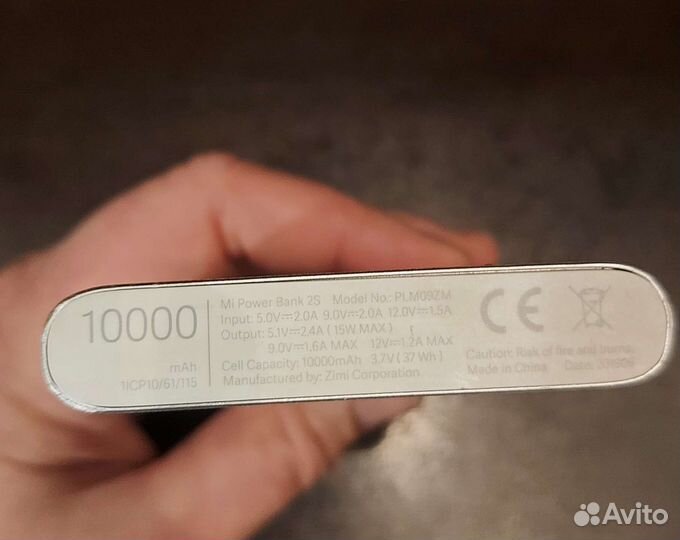 10000
mAh
1ICP10/61/115
Mi Power Bank 2S Model No.: PLM09ZM
Input: 5.0V⎓2.0A 9.0V⎓2.0A 12.0V⎓1.5A
Output: 5.1V⎓2.4A ( 15W MAX )
9.0V⎓1.6A MAX 12V⎓1.2A MAX
Cell Capacity: 10000mAh 3.7V ( 37 Wh )
Manufactured by: Zimi Corporation
CE
Caution: Risk of fire and burns.
Made in China Date:
Avito